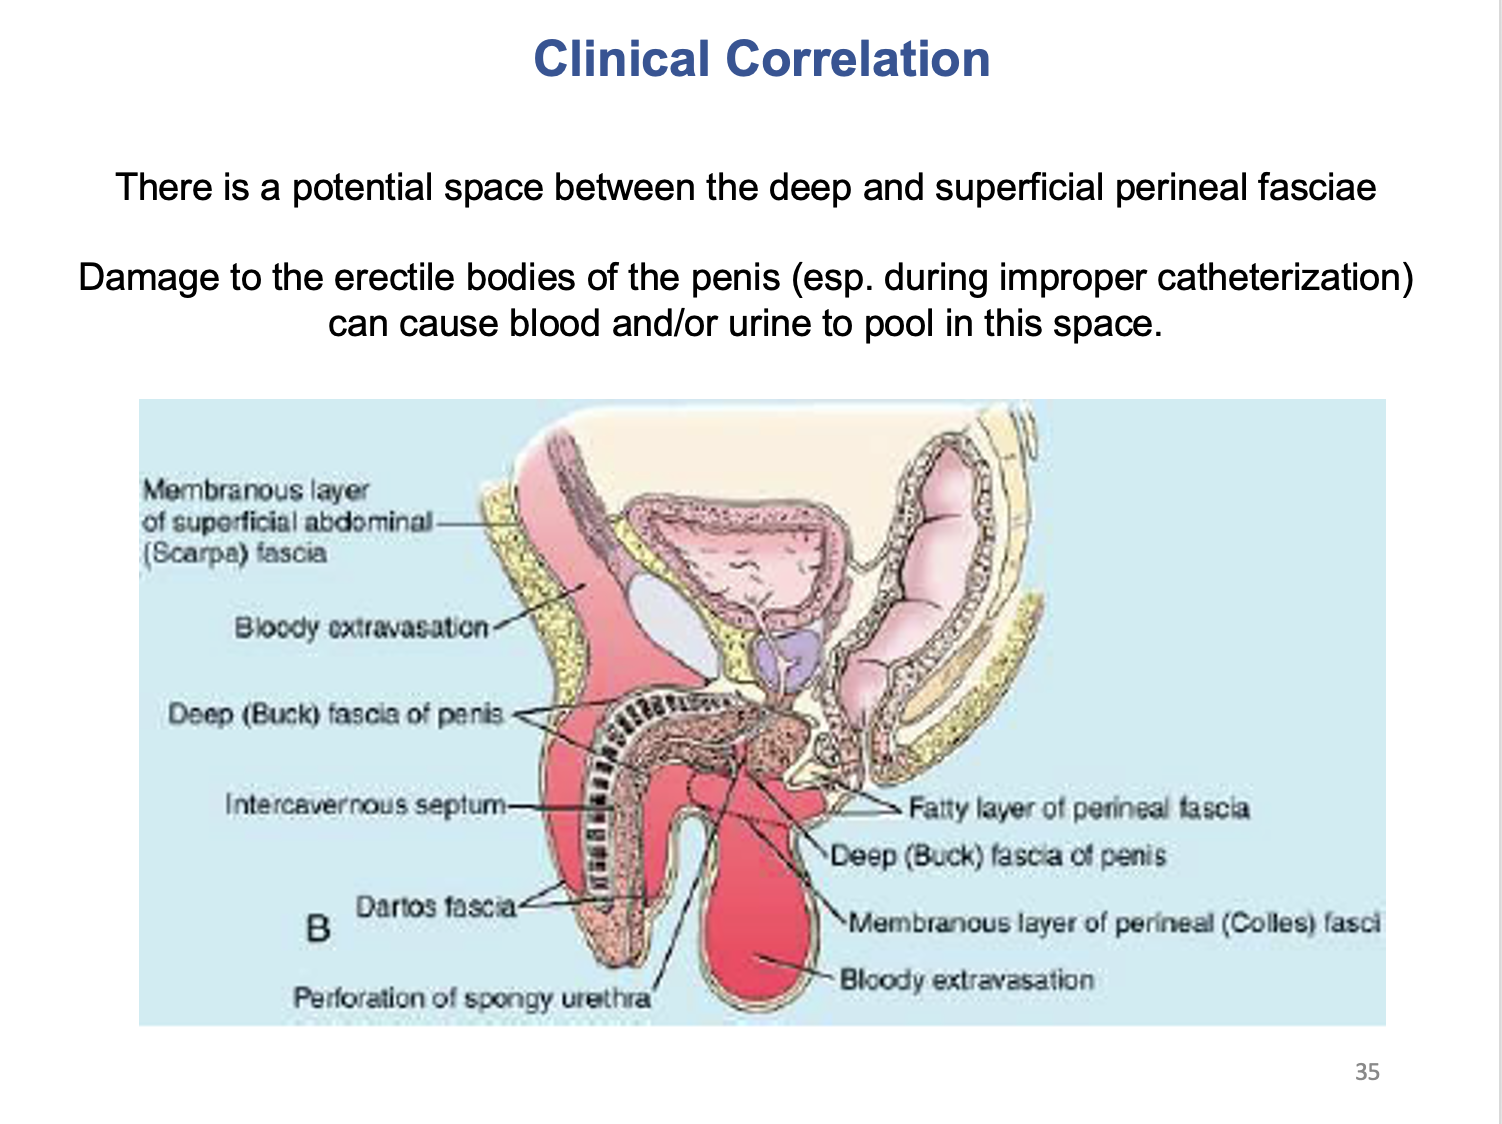 Clinical Correlation
There is a potential space between the deep and superficial perineal fasciae
Damage to the erectile bodies of the penis (esp. during improper catheterization)
can cause blood and/or urine to pool in this space.
Membranous layer
of superficial abdominal
(Scarpa) fascia
Bloody extravasation
Deep (Buck) fascia of penis
Intercavernous septum
Dartos fascia
B
Perforation of spongy urethra
Fatty layer of perineal fascia
Deep (Buck) fascia of penis
Membranous layer of perineal (Colles) fasci
Bloody extravasation
35